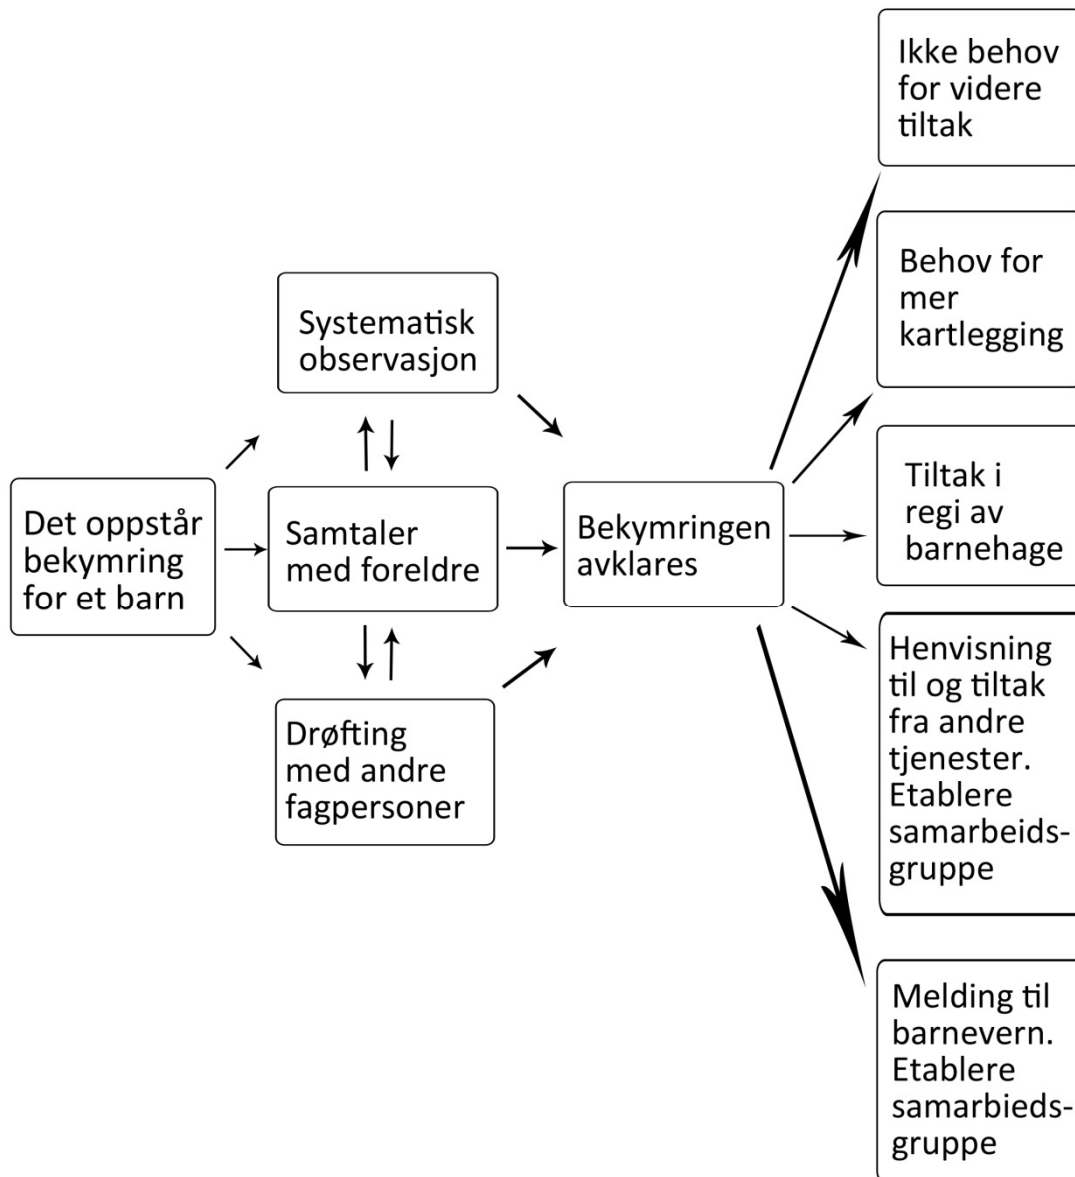 Det oppstår
bekymring
for et barn
Systematisk
observasjon
Samtaler
med foreldre
Drøfting
med andre
fagpersoner
Bekymringen
avklares
Ikke behov
for videre
tiltak
Behov for
mer
kartlegging
Tiltak i
regi av
barnehage
Henvisning
til og tiltak
fra andre
tjenester.
Etablere
samarbeids-
gruppe
Melding til
barnevern.
Etablere
samarbieds-
gruppe